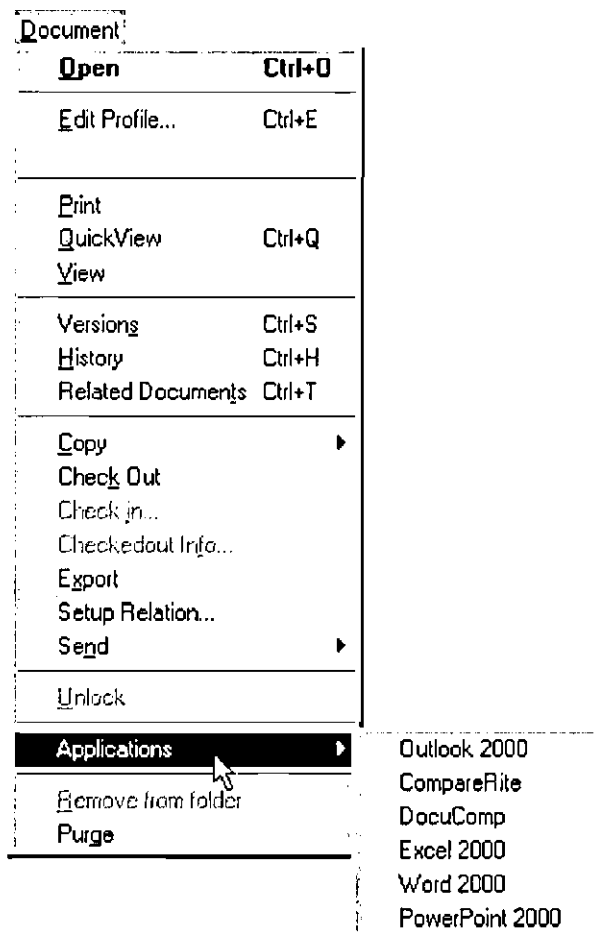 Document
Open Ctrl+O
Edit Profile... Ctrl+E
Print
QuickView Ctrl+Q
View
Versions Ctrl+S
History Ctrl+H
Related Documents Ctrl+T
Copy
Check Out
Check in...
Checkedout Info...
Export
Setup Relation...
Send
Unlock
Applications
Outlook 2000
CompareRite
Remove from folder
DocuComp
Purge
Excel 2000
Word 2000
PowerPoint 2000